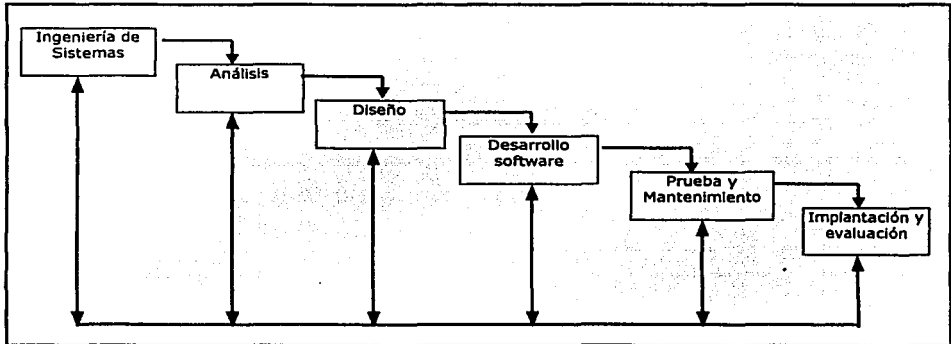 Ingeniería de
Sistemas
Análisis
Diseño
Desarrollo
software
Prueba y
Mantenimiento
Implantación y
evaluación